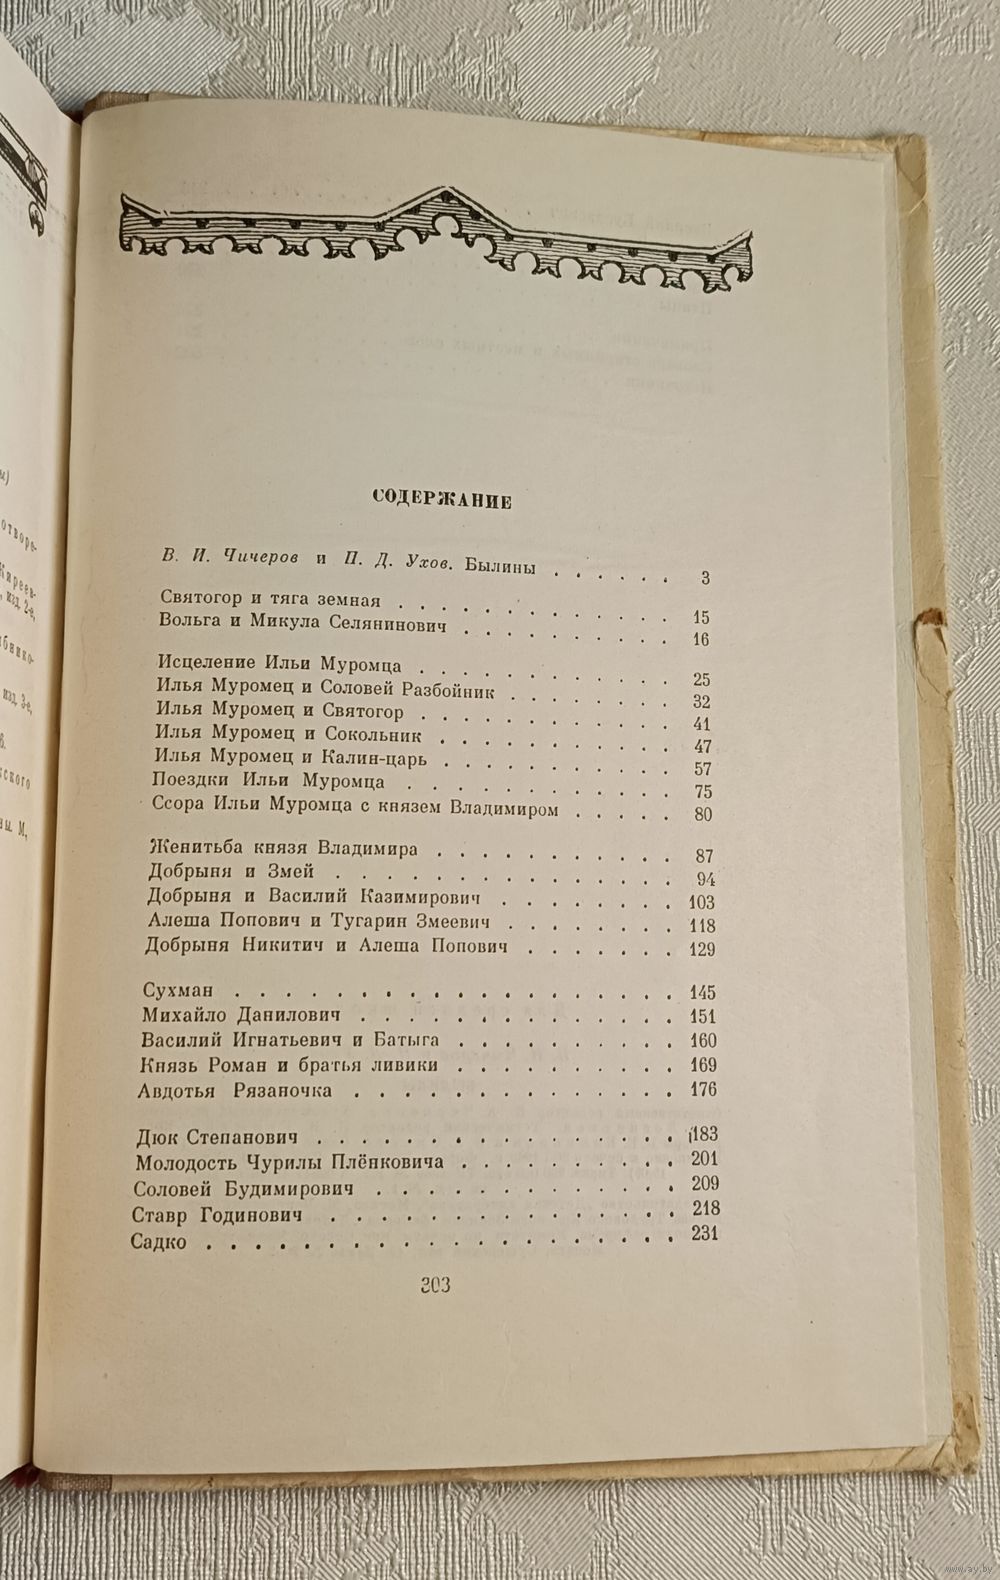 СОДЕРЖАНИЕ
В. И. Чичеров и П. Д. Ухов. Былины . . . . . . 3
Святогор и тяга земная . . . . . . . . . . . . 15
Вольга и Микула Селянинович . . . . . . . . . 16
Исцеление Ильи Муромца . . . . . . . . . . . 25
Илья Муромец и Соловей Разбойник . . . . . . . 32
Илья Муромец и Святогор . . . . . . . . . . . 41
Илья Муромец и Сокольник . . . . . . . . . . 47
Илья Муромец и Калин-царь . . . . . . . . . . 57
Поездки Ильи Муромца . . . . . . . . . . . . 75
Ссора Ильи Муромца с князем Владимиром . . . . . 80
Женитьба князя Владимира . . . . . . . . . . 87
Добрыня и Змей . . . . . . . . . . . . . . . 94
Добрыня и Василий Казимирович . . . . . . . . 103
Алеша Попович и Тугарин Змеевич . . . . . . . 118
Добрыня Никитич и Алеша Попович . . . . . . . 129
Сухман . . . . . . . . . . . . . . . . . . 145
Михайло Данилович . . . . . . . . . . . . . 151
Василий Игнатьевич и Батыга . . . . . . . . . 160
Князь Роман и братья ливики . . . . . . . . . 169
Авдотья Рязаночка . . . . . . . . . . . . . 176
Дюк Степанович . . . . . . . . . . . . . . 183
Молодость Чурилы Плёнковича . . . . . . . . . 201
Соловей Будимирович . . . . . . . . . . . . 209
Ставр Годинович . . . . . . . . . . . . . . 218
Садко . . . . . . . . . . . . . . . . . . . 231
303
www.ay.by